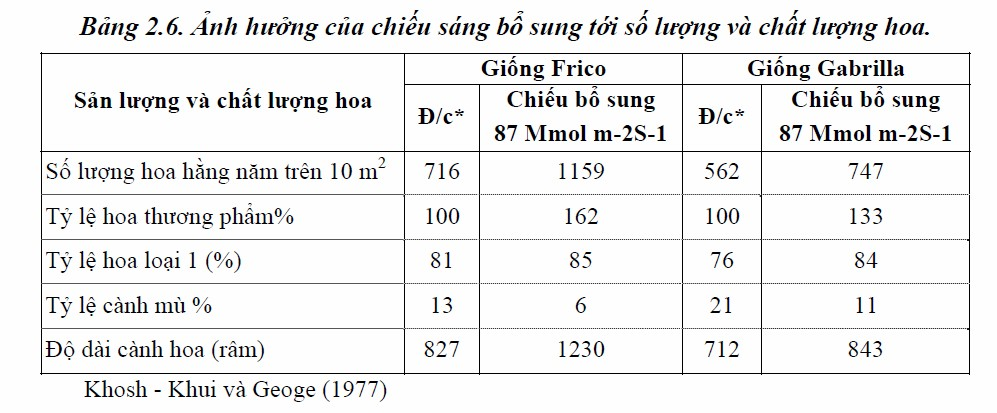 Bảng 2.6. Ảnh hưởng của chiếu sáng bổ sung tới số lượng và chất lượng hoa.
Sản lượng và chất lượng hoa
Giống Frico
Giống Gabrilla
Đ/c*
Chiếu bổ sung
87 Mmol m-2S-1
Đ/c*
Chiếu bổ sung
87 Mmol m-2S-1
Số lượng hoa hằng năm trên 10 m² 716 1159 562 747
Tỷ lệ hoa thương phẩm% 100 162 100 133
Tỷ lệ hoa loại 1 (%) 81 85 76 84
Tỷ lệ cành mù % 13 6 21 11
Độ dài cành hoa (râm) 827 1230 712 843
Khosh - Khui và Geoge (1977)